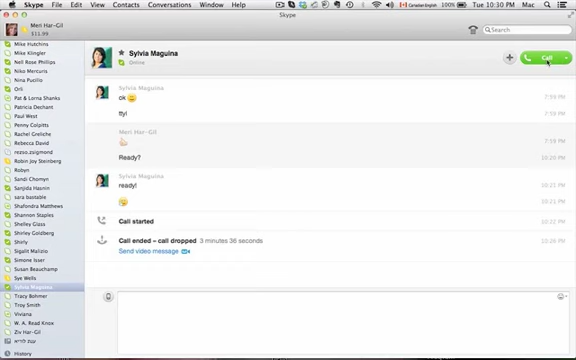 Skype File Edit View Contacts Conversations Window Help
Canadian English Tue 10:30 PM Mac
Skype
Meri Har-Gil
$11.99
Search
Mike Hutchins
Mike Klingler
Nell Rose Phillips
Niko Mercuris
Nina Pucillo
Orli
Pat & Lorna Shanks
Patricia Dechant
Paul West
Penny Colpitts
Rachel Greliche
Rebecca David
rezso.zsigmond
Robin Joy Steinberg
Robyn
Sandi Chomyn
Sanjida Hasnin
sara bastable
Shafondra Matthews
Shannon Staples
Shelley Glass
Shirley Goldberg
Shirly
Sigalit Malizio
Simone Isser
Susan Beauchamp
Sye Wells
Sylvia Maguina
Tracy Bohmer
Troy Smith
Viviana
W. A. Read Knox
Ziv Har-Gil
History
Sylvia Maguina
Online
Call
Sylvia Maguina
ok
7:59 PM
ttyl
7:59 PM
Meri Har-Gil
7:59 PM
Ready?
10:20 PM
Sylvia Maguina
ready!
10:21 PM
10:21 PM
Call started
10:22 PM
Call ended – call dropped 3 minutes 36 seconds
10:26 PM
Send video message